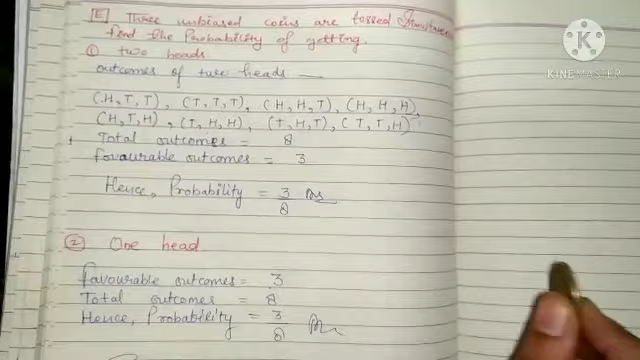 E Three unbiased coins are tossed
find the Probability of getting.
① two heads
outcomes of two heads —
(H, T, T), (T, T, T), (H, H, T), (H, H, H),
(H, T, H), (T, H, H), (T, H, T), (T, T, H)
Total outcomes = 8
favourable outcomes = 3
Hence, Probability = 3/8 Ans
② One head
favourable outcomes = 3
Total outcomes = 8
Hence, Probability = 3/8 Ans
K
KINEMASTER